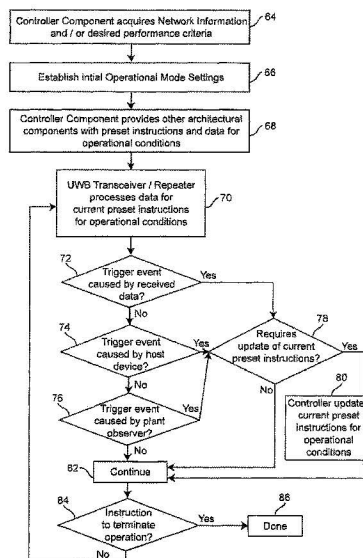 Controller Component acquires Network Information
and / or desired performance criteria
64
Establish Intial Operational Mode Settings
66
Controller Component provides other architectural
components with preset instructions and data for
operational conditions
68
UWB Transceiver / Repeater
processes data for
current preset instructions
for operational conditions
70
72
Trigger event
caused by received
data?
Yes
No
74
Trigger event
caused by host
device?
Yes
No
76
Trigger event
caused by plant
observer?
Yes
No
78
Requires
update of current
preset instructions?
Yes
No
80
Controller update
current preset
instructions for
operational
conditions
82
Continue
84
Instruction
to terminate
operation?
Yes
No
86
Done